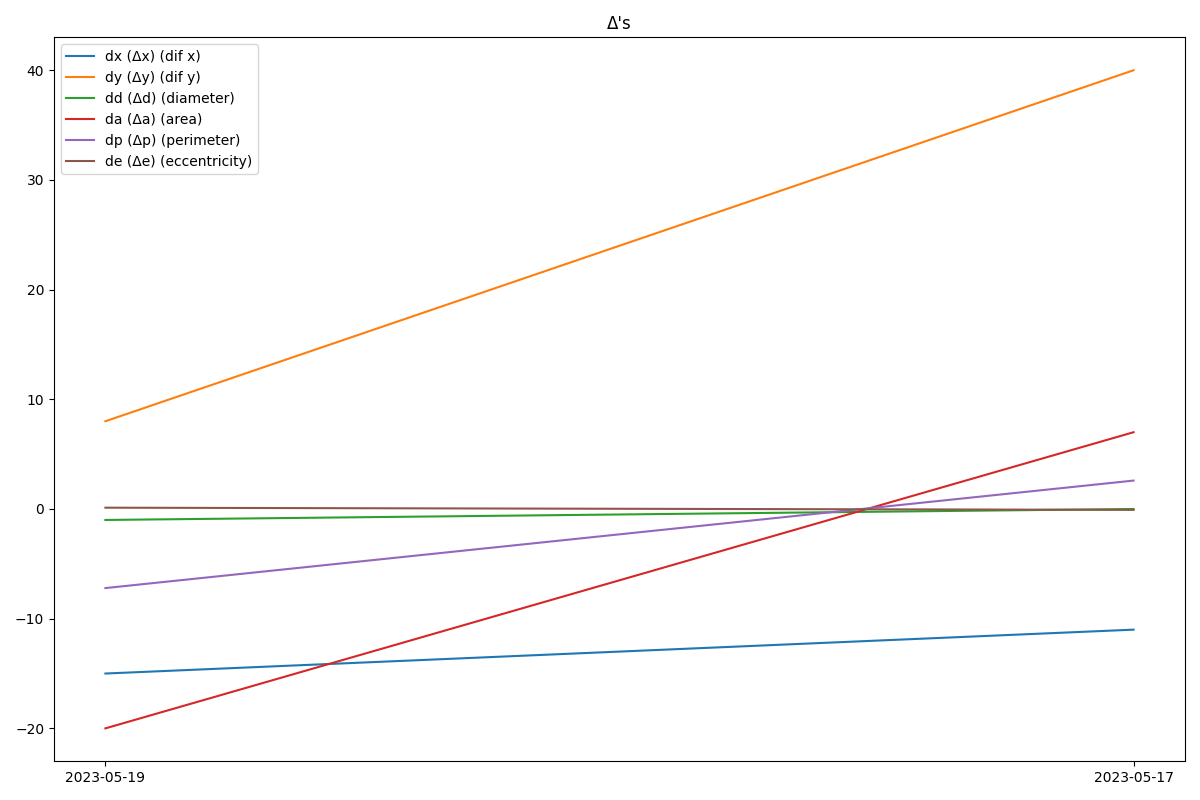 Δ's
dx (Δx) (dif x)
dy (Δy) (dif y)
dd (Δd) (diameter)
da (Δa) (area)
dp (Δp) (perimeter)
de (Δe) (eccentricity)
40
30
20
10
0
−10
−20
2023-05-19 2023-05-17